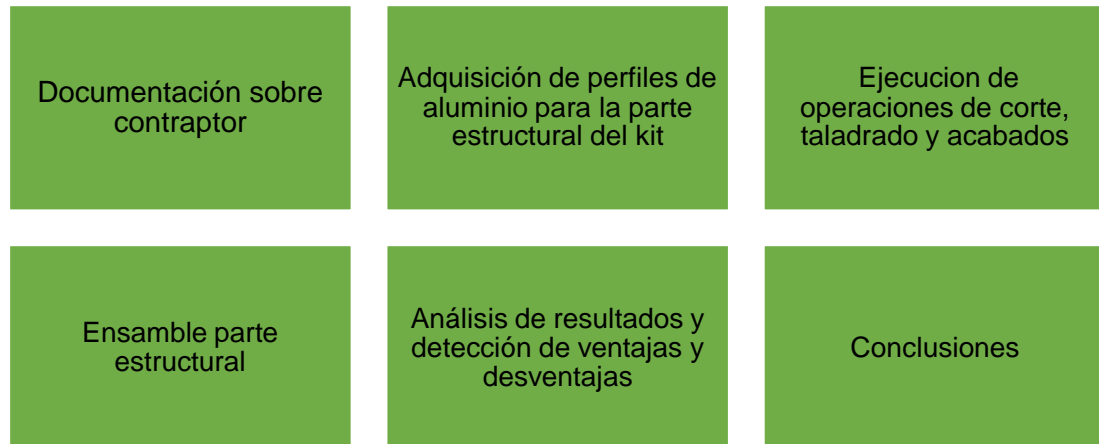 Documentación sobre
contraptor
Adquisición de perfiles de
aluminio para la parte
estructural del kit
Ejecucion de
operaciones de corte,
taladrado y acabados
Ensamble parte
estructural
Análisis de resultados y
detección de ventajas y
desventajas
Conclusiones